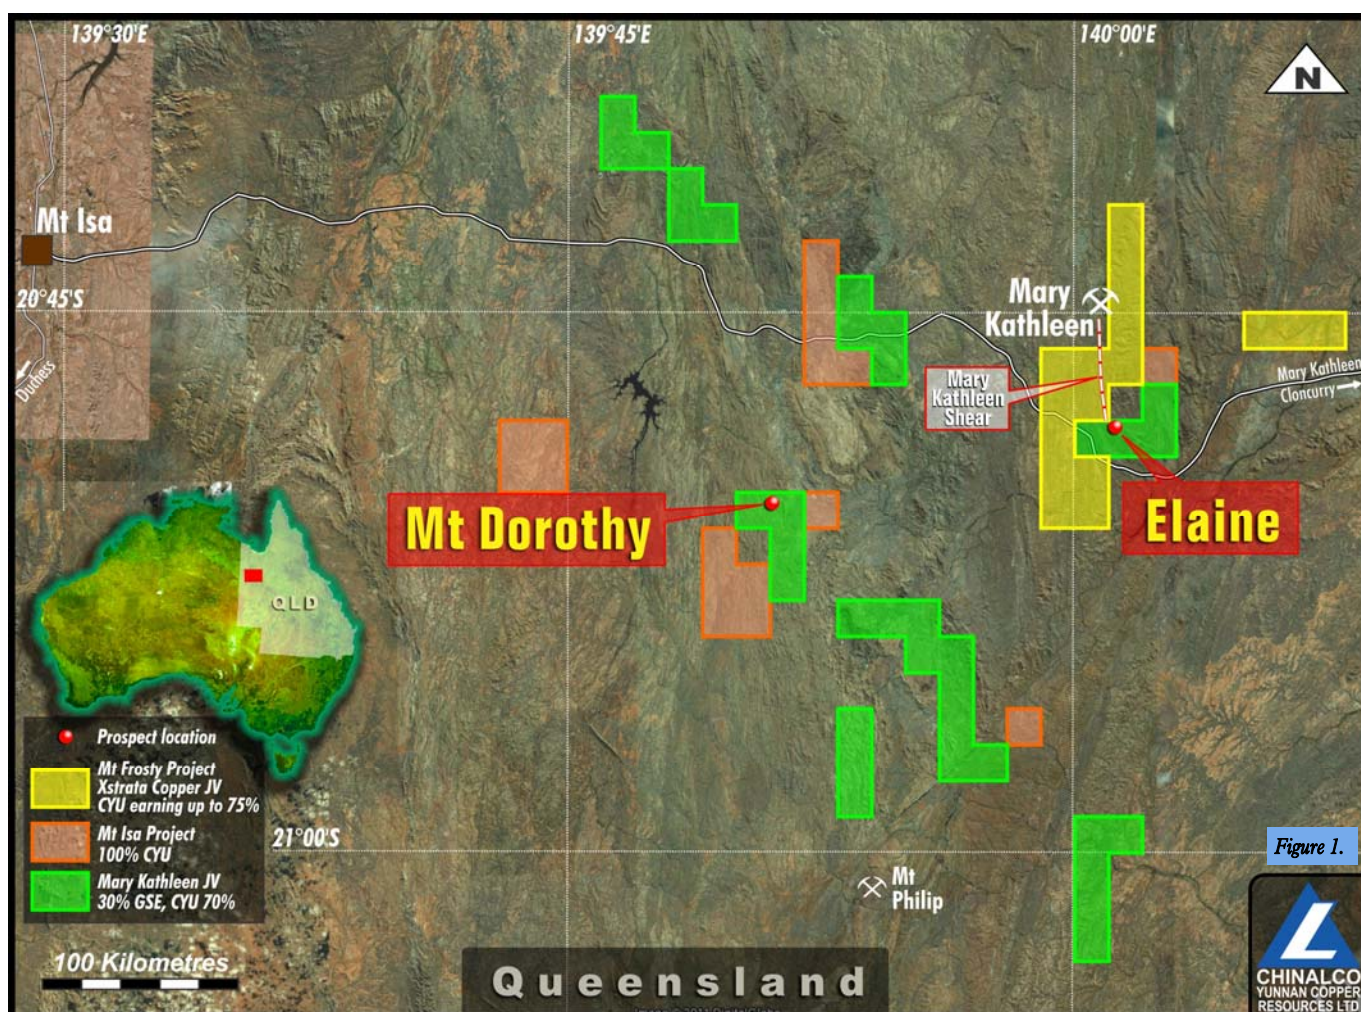 139°30'E
139°45'E
140°00'E
N
Mt Isa
20°45'S
Duchess
Mary
Kathleen
Mary
Kathleen
Shear
Mary Kathleen
Cloncurry
Mt Dorothy
Elaine
QLD
Prospect location
Mt Frosty Project
Xstrata Copper JV
CYU earning up to 75%
Mt Isa Project
100% CYU
Mary Kathleen JV
30% GSE, CYU 70%
21°00'S
Figure 1.
Mt
Philip
100 Kilometres
Queensland
CHINALCO
YUNNAN COPPER
RESOURCES LTD